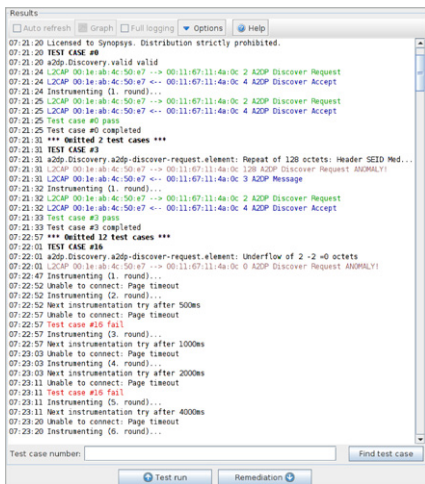 Results
Auto refresh Graph Full logging Options Help
07:21:20 Licensed to Synopsys. Distribution strictly prohibited.
07:21:20 TEST CASE #0
07:21:20 a2dp.Discovery.valid valid
07:21:24 L2CAP 00:1e:ab:4c:50:e7 --> 00:11:67:11:4a:0c 2 A2DP Discover Request
07:21:24 L2CAP 00:1e:ab:4c:50:e7 <-- 00:11:67:11:4a:0c 4 A2DP Discover Accept
07:21:24 Instrumenting (1. round)...
07:21:25 L2CAP 00:1e:ab:4c:50:e7 --> 00:11:67:11:4a:0c 2 A2DP Discover Request
07:21:25 L2CAP 00:1e:ab:4c:50:e7 <-- 00:11:67:11:4a:0c 4 A2DP Discover Accept
07:21:25 Test case #0 pass
07:21:25 Test case #0 completed
07:21:31 *** Omitted 2 test cases ***
07:21:31 TEST CASE #3
07:21:31 a2dp.Discovery.a2dp-discover-request.element: Repeat of 128 octets: Header SEID Med...
07:21:31 L2CAP 00:1e:ab:4c:50:e7 --> 00:11:67:11:4a:0c 128 A2DP Discover Request ANOMALY!
07:21:31 L2CAP 00:1e:ab:4c:50:e7 <-- 00:11:67:11:4a:0c 3 A2DP Message
07:21:32 Instrumenting (1. round)...
07:21:32 L2CAP 00:1e:ab:4c:50:e7 --> 00:11:67:11:4a:0c 2 A2DP Discover Request
07:21:32 L2CAP 00:1e:ab:4c:50:e7 <-- 00:11:67:11:4a:0c 4 A2DP Discover Accept
07:21:33 Test case #3 pass
07:21:33 Test case #3 completed
07:22:57 *** Omitted 12 test cases ***
07:22:01 TEST CASE #16
07:22:01 a2dp.Discovery.a2dp-discover-request.element: Underflow of 2 -2 =0 octets
07:22:01 L2CAP 00:1e:ab:4c:50:e7 --> 00:11:67:11:4a:0c 0 A2DP Discover Request ANOMALY!
07:22:47 Instrumenting (1. round)...
07:22:52 Unable to connect: Page timeout
07:22:52 Instrumenting (2. round)...
07:22:52 Next instrumentation try after 500ms
07:22:57 Unable to connect: Page timeout
07:22:57 Test case #16 fail
07:22:57 Instrumenting (3. round)...
07:22:57 Next instrumentation try after 1000ms
07:23:03 Unable to connect: Page timeout
07:23:03 Instrumenting (4. round)...
07:23:03 Next instrumentation try after 2000ms
07:23:11 Unable to connect: Page timeout
07:23:11 Test case #16 fail
07:23:11 Instrumenting (5. round)...
07:23:11 Next instrumentation try after 4000ms
07:23:20 Unable to connect: Page timeout
07:23:20 Instrumenting (6. round)...
Test case number: Find test case
Test run Remediation